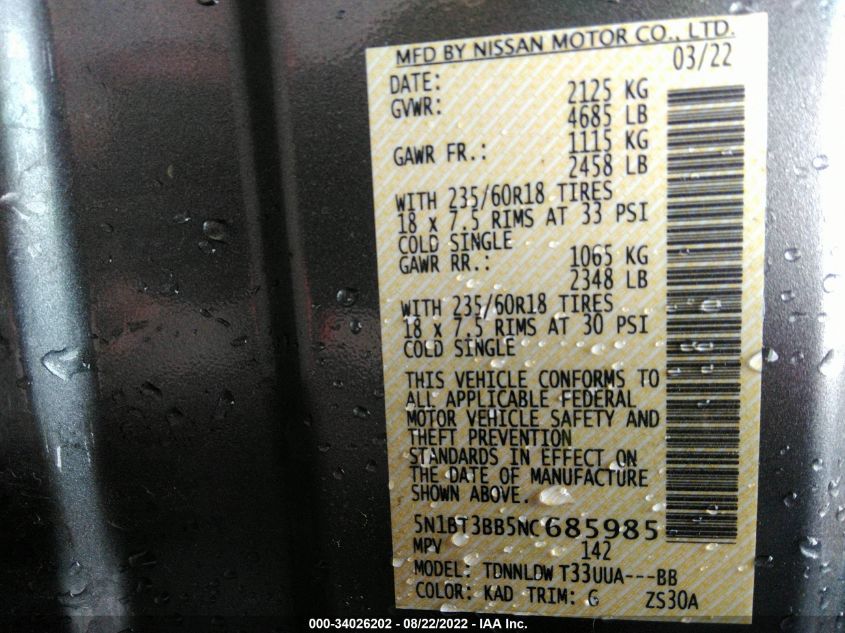 MFD BY NISSAN MOTOR CO., LTD.
DATE: 03/22
GVWR: 2125 KG
4685 LB
GAWR FR.: 1115 KG
2458 LB
WITH 235/60R18 TIRES
18 x 7.5 RIMS AT 33 PSI
COLD SINGLE
GAWR RR.: 1065 KG
2348 LB
WITH 235/60R18 TIRES
18 x 7.5 RIMS AT 30 PSI
COLD SINGLE
THIS VEHICLE CONFORMS TO
ALL APPLICABLE FEDERAL
MOTOR VEHICLE SAFETY AND
THEFT PREVENTION
STANDARDS IN EFFECT ON
THE DATE OF MANUFACTURE
SHOWN ABOVE.
5N1BT3BB5NC685985
MPV 142
MODEL: TDNNLDW T33UUA---BB
COLOR: KAD TRIM: G ZS30A
000-34026202 - 08/22/2022 - IAA Inc.